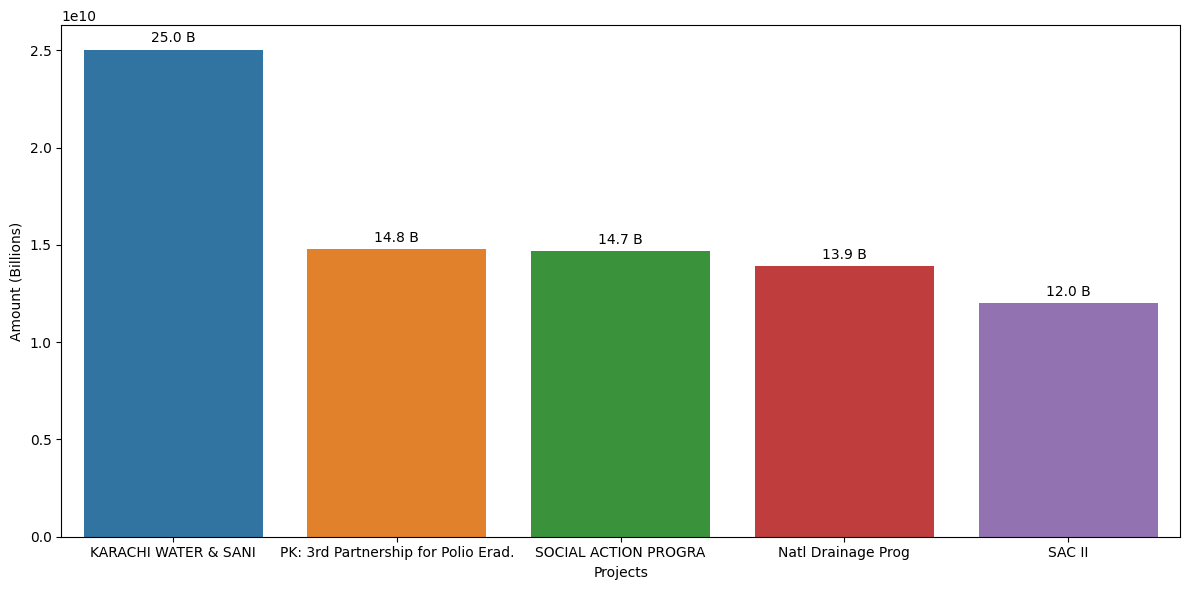 1e10
25.0 B
2.5
2.0
14.8 B
14.7 B
1.5
13.9 B
12.0 B
Amount (Billions)
1.0
0.5
0.0
KARACHI WATER & SANI
PK: 3rd Partnership for Polio Erad.
SOCIAL ACTION PROGRA
Natl Drainage Prog
SAC II
Projects